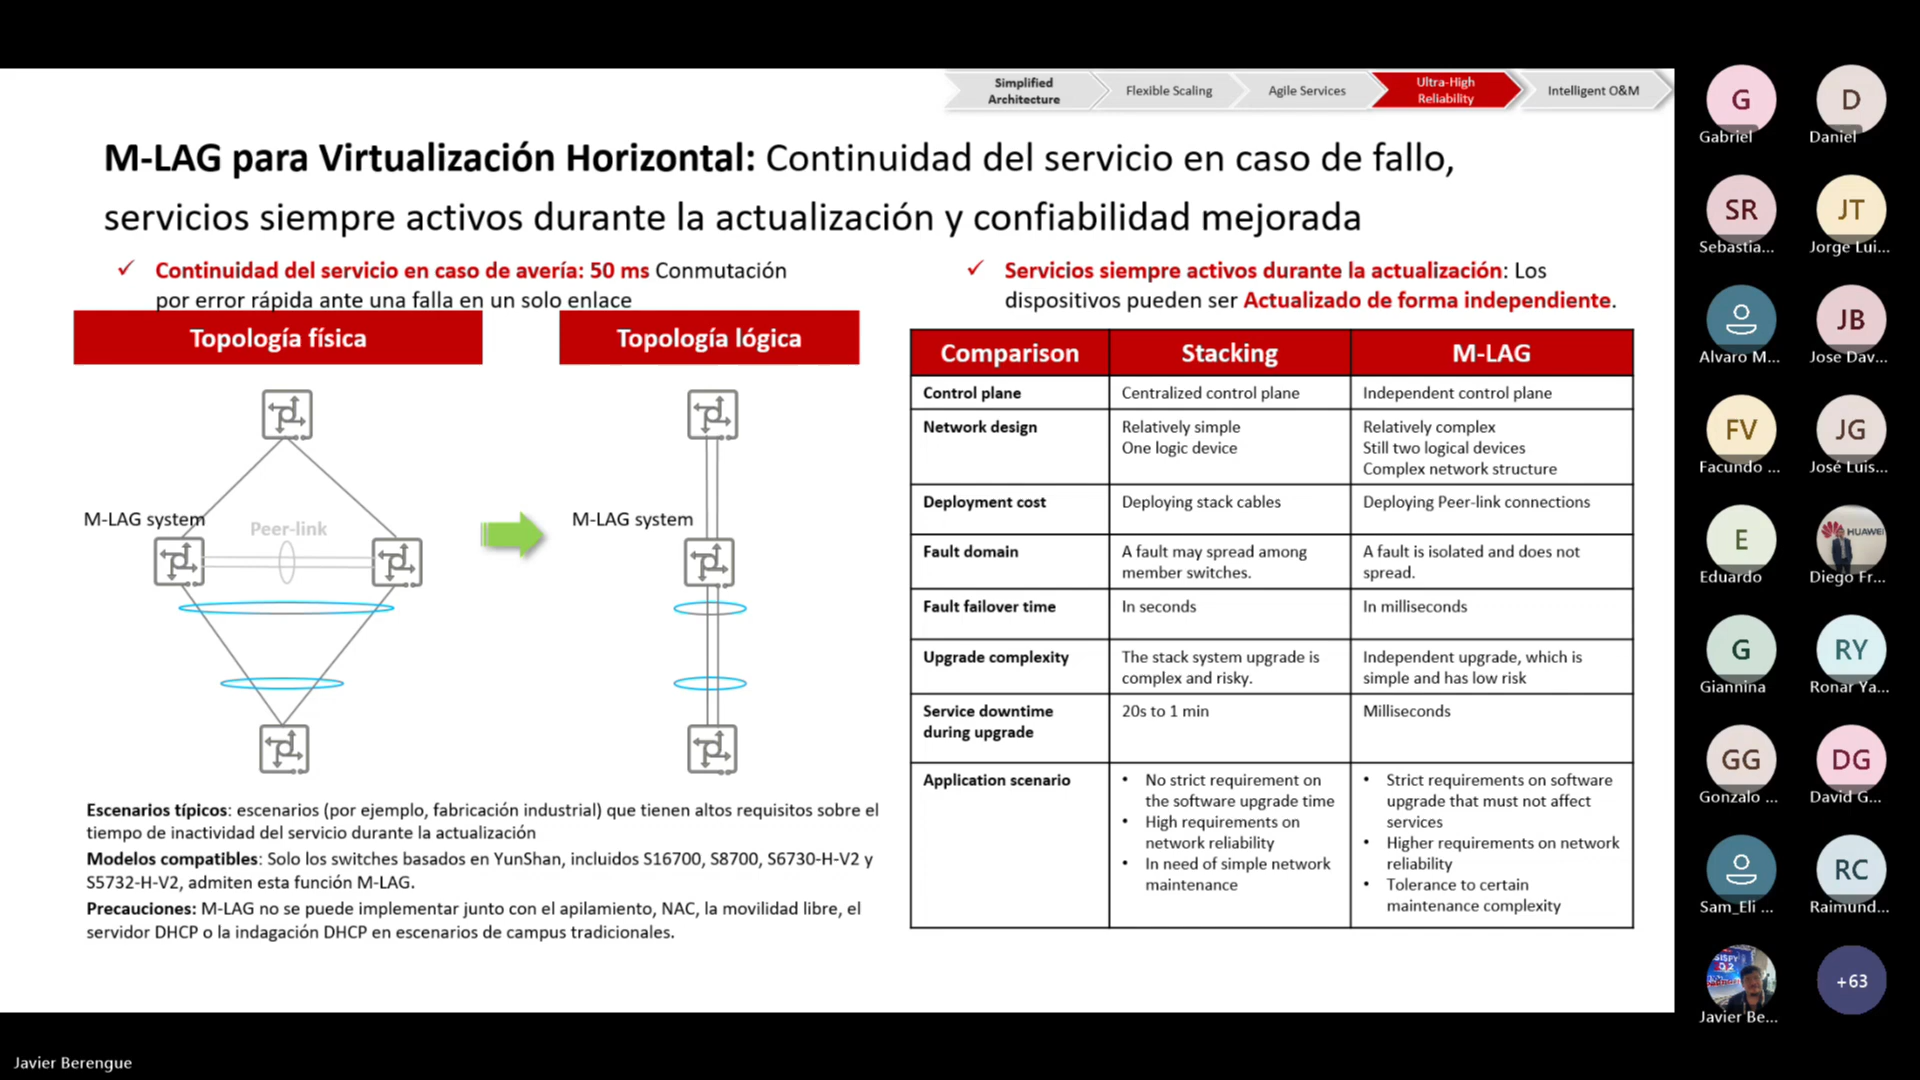 Simplified
Architecture
Flexible Scaling
Agile Services
Ultra-High
Reliability
Intelligent O&M
M-LAG para Virtualización Horizontal: Continuidad del servicio en caso de fallo,
servicios siempre activos durante la actualización y confiabilidad mejorada
✓ Continuidad del servicio en caso de avería: 50 ms Conmutación
por error rápida ante una falla en un solo enlace
✓ Servicios siempre activos durante la actualización: Los
dispositivos pueden ser Actualizado de forma independiente.
Topología física
Topología lógica
M-LAG system
Peer-link
M-LAG system
Escenarios típicos: escenarios (por ejemplo, fabricación industrial) que tienen altos requisitos sobre el
tiempo de inactividad del servicio durante la actualización
Modelos compatibles: Solo los switches basados en YunShan, incluidos S16700, S8700, S6730-H-V2 y
S5732-H-V2, admiten esta función M-LAG.
Precauciones: M-LAG no se puede implementar junto con el apilamiento, NAC, la movilidad libre, el
servidor DHCP o la indagación DHCP en escenarios de campus tradicionales.
Comparison
Stacking
M-LAG
Control plane
Centralized control plane
Independent control plane
Network design
Relatively simple
One logic device
Relatively complex
Still two logical devices
Complex network structure
Deployment cost
Deploying stack cables
Deploying Peer-link connections
Fault domain
A fault may spread among
member switches.
A fault is isolated and does not
spread.
Fault failover time
In seconds
In milliseconds
Upgrade complexity
The stack system upgrade is
complex and risky.
Independent upgrade, which is
simple and has low risk
Service downtime
during upgrade
20s to 1 min
Milliseconds
Application scenario
• No strict requirement on
the software upgrade time
• High requirements on
network reliability
• In need of simple network
maintenance
• Strict requirements on software
upgrade that must not affect
services
• Higher requirements on network
reliability
• Tolerance to certain
maintenance complexity
G
Gabriel
D
Daniel
SR
Sebastia...
JT
Jorge Lui...
Alvaro M...
JB
Jose Dav...
FV
Facundo ...
JG
José Luis...
E
Eduardo
HUAWEI
Diego Fr...
G
Giannina
RY
Ronar Ya...
GG
Gonzalo ...
DG
David G...
Sam_Eli ...
RC
Raimund...
Javier Be...
+63
Javier Berengue